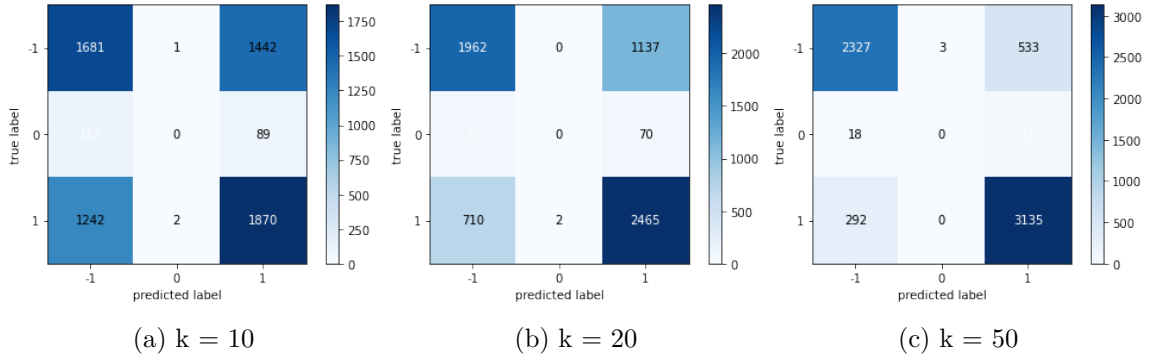 -1
0
1
true label
1681 1 1442
112 0 89
1242 2 1870
-1 0 1
predicted label
1750
1500
1250
1000
750
500
250
0
(a) k = 10
-1
0
1
true label
1962 0 1137
73 0 70
710 2 2465
-1 0 1
predicted label
2000
1500
1000
500
0
(b) k = 20
-1
0
1
true label
2327 3 533
18 0 51
292 0 3135
-1 0 1
predicted label
3000
2500
2000
1500
1000
500
0
(c) k = 50